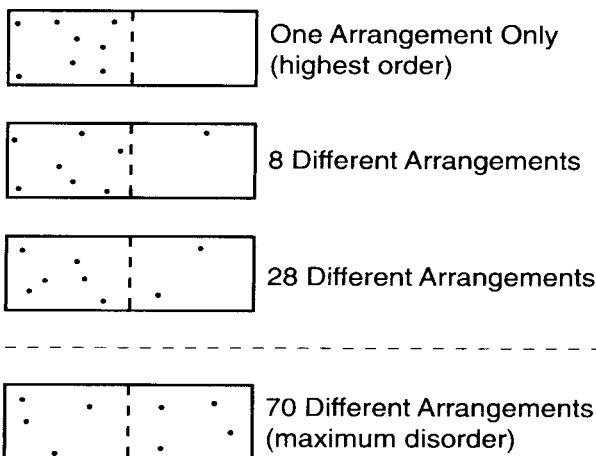 One Arrangement Only
(highest order)
8 Different Arrangements
28 Different Arrangements
70 Different Arrangements
(maximum disorder)